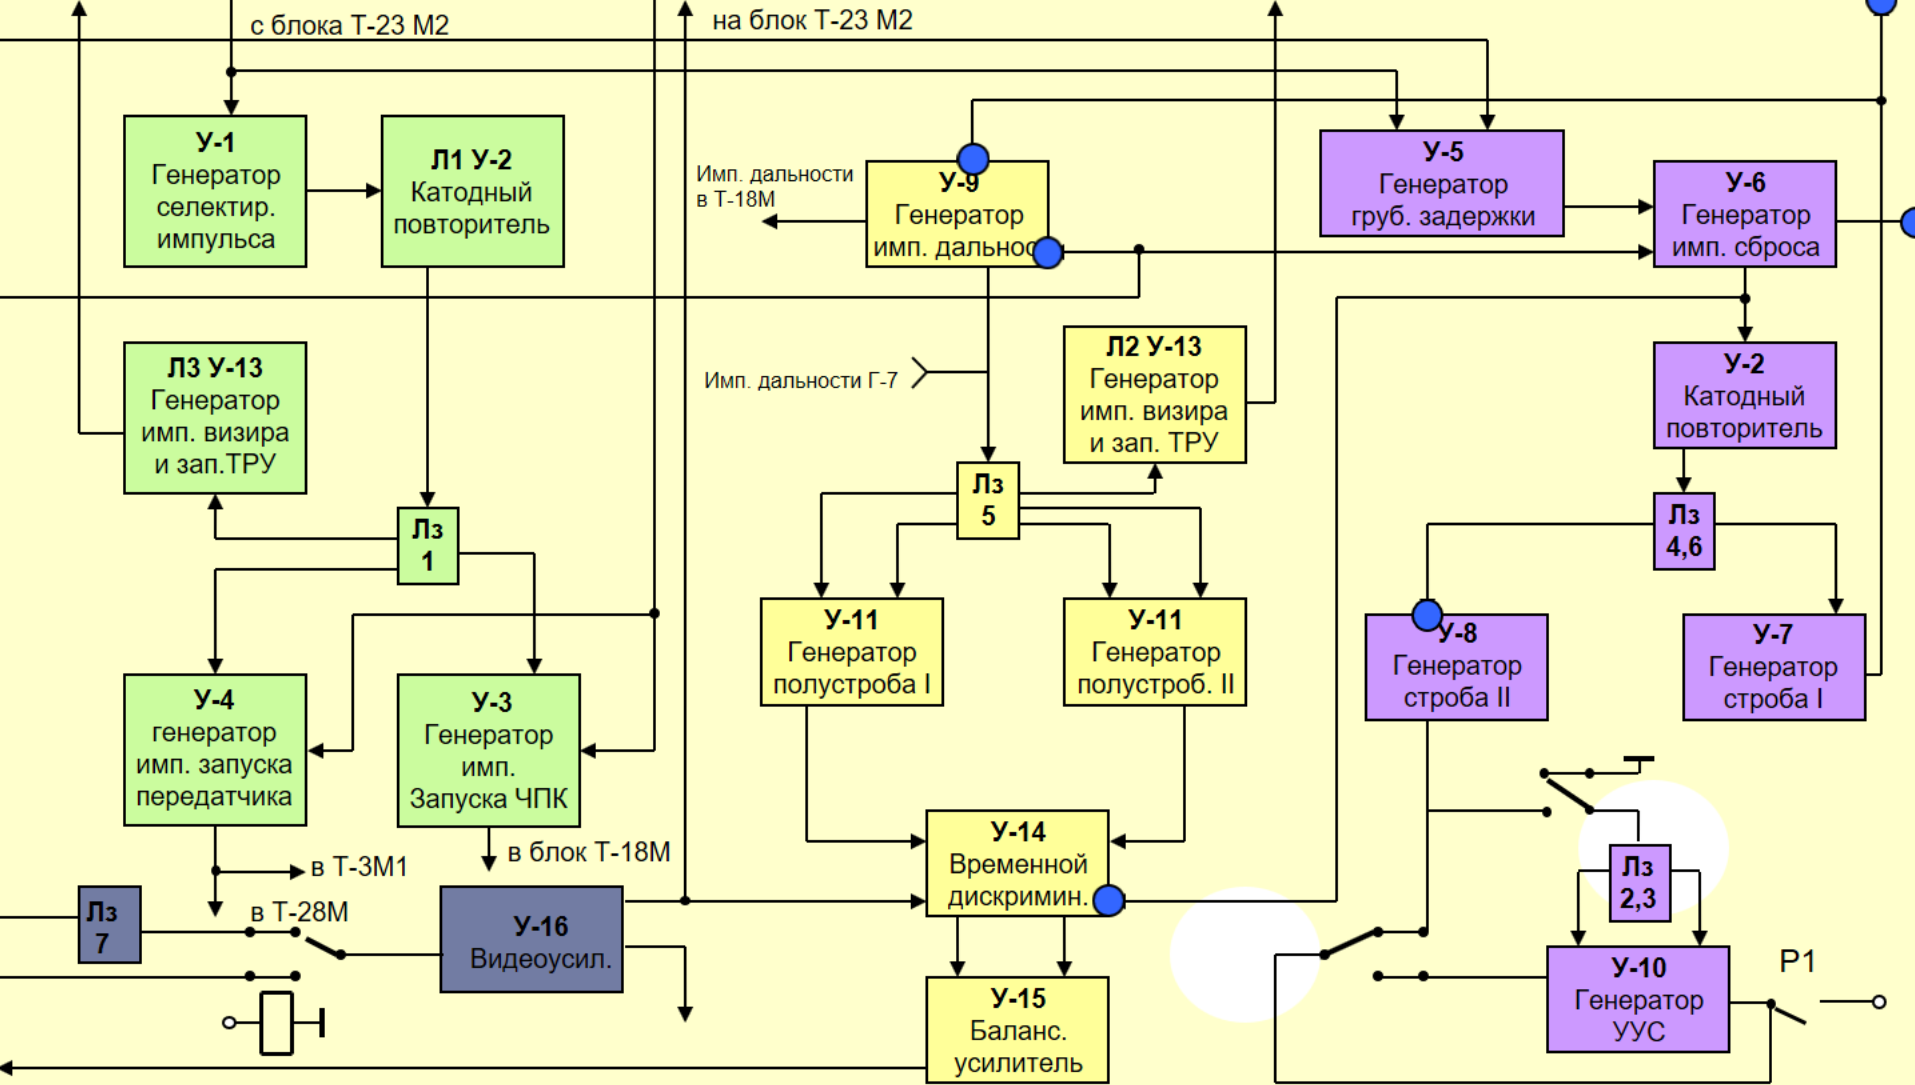 с блока Т-23 М2
на блок Т-23 М2
У-1
Генератор
селектир.
импульса
Л1 У-2
Катодный
повторитель
Имп. дальности
в Т-18М
У-9
Генератор
имп. дальнос
У-5
Генератор
груб. задержки
У-6
Генератор
имп. сброса
Л3 У-13
Генератор
имп. визира
и зап.ТРУ
Имп. дальности Г-7
Л2 У-13
Генератор
имп. визира
и зап. ТРУ
У-2
Катодный
повторитель
Лз
1
Лз
5
Лз
4,6
У-11
Генератор
полустроба I
У-11
Генератор
полустроб. II
У-8
Генератор
строба II
У-7
Генератор
строба I
У-4
генератор
имп. запуска
передатчика
У-3
Генератор
имп.
Запуска ЧПК
в Т-3М1
в блок Т-18М
У-14
Временной
дискримин.
Лз
2,3
Лз
7
в Т-28М
У-16
Видеоусил.
У-15
Баланс.
усилитель
У-10
Генератор
УУС
Р1